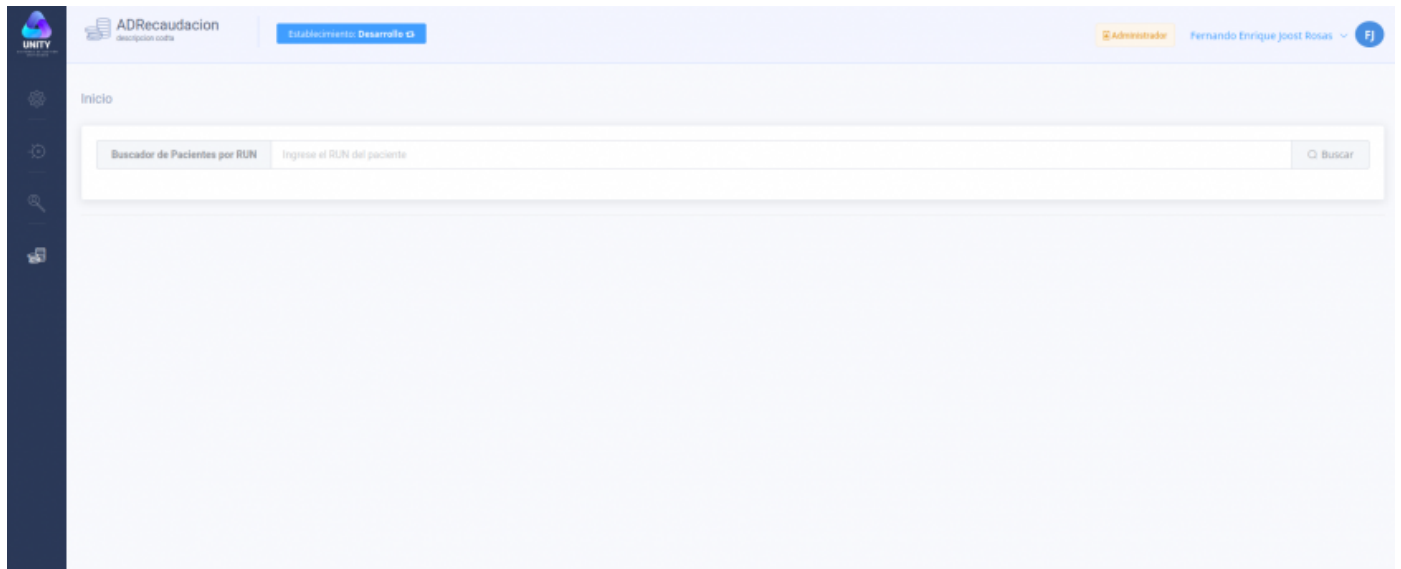 UNITY
ADRecaudacion
descripcion corta
Establecimiento: Desarrollo
Administrador
Fernando Enrique Joost Rosas
FJ
Inicio
Buscador de Pacientes por RUN
Ingrese el RUN del paciente
Buscar